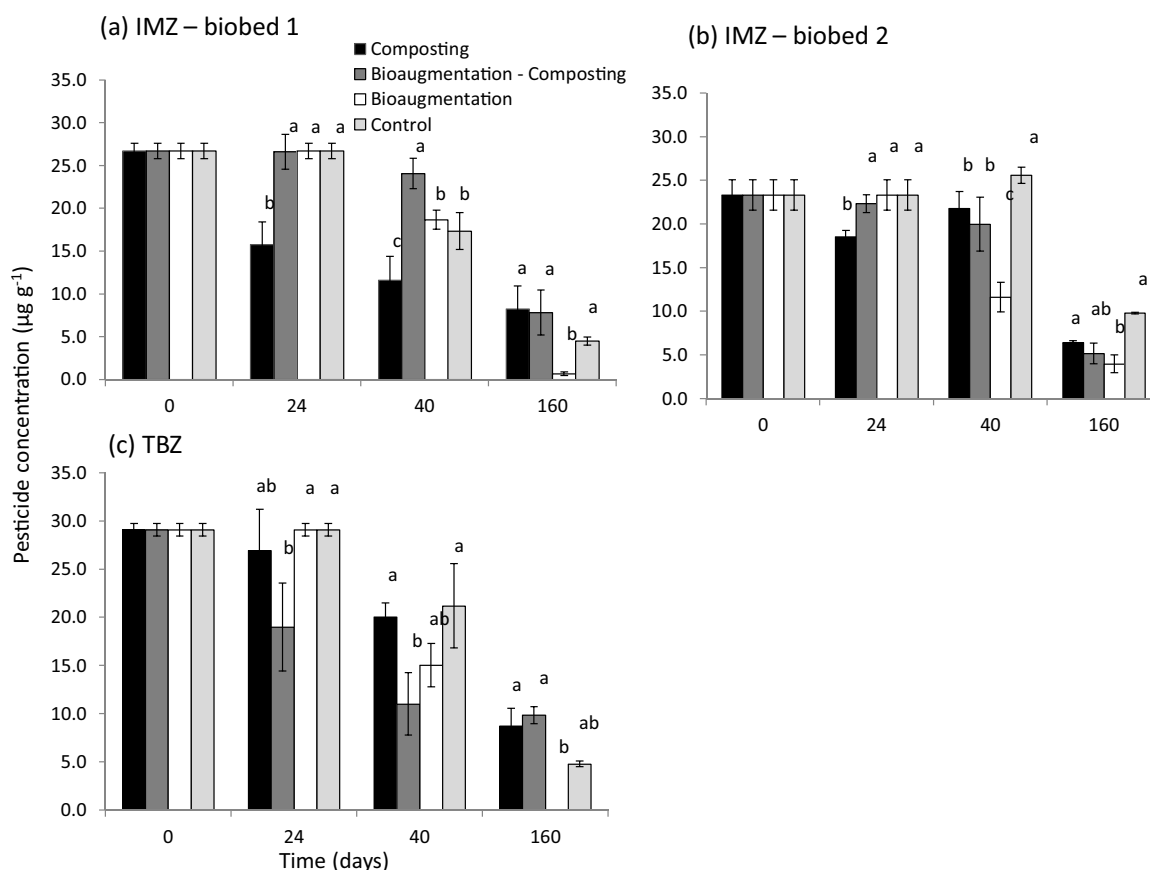 (a) IMZ – biobed 1
Composting
Bioaugmentation - Composting
Bioaugmentation
Control
35.0
30.0
25.0
20.0
15.0
10.0
5.0
0.0
b a a a
c a b b
a a b a
0 24 40 160
(b) IMZ – biobed 2
35.0
30.0
25.0
20.0
15.0
10.0
5.0
0.0
b a a a
b b c a
a ab b a
0 24 40 160
Pesticide concentration (µg g⁻¹)
(c) TBZ
35.0
30.0
25.0
20.0
15.0
10.0
5.0
0.0
ab b a a
a b ab a
a a b ab
0 24 40 160
Time (days)